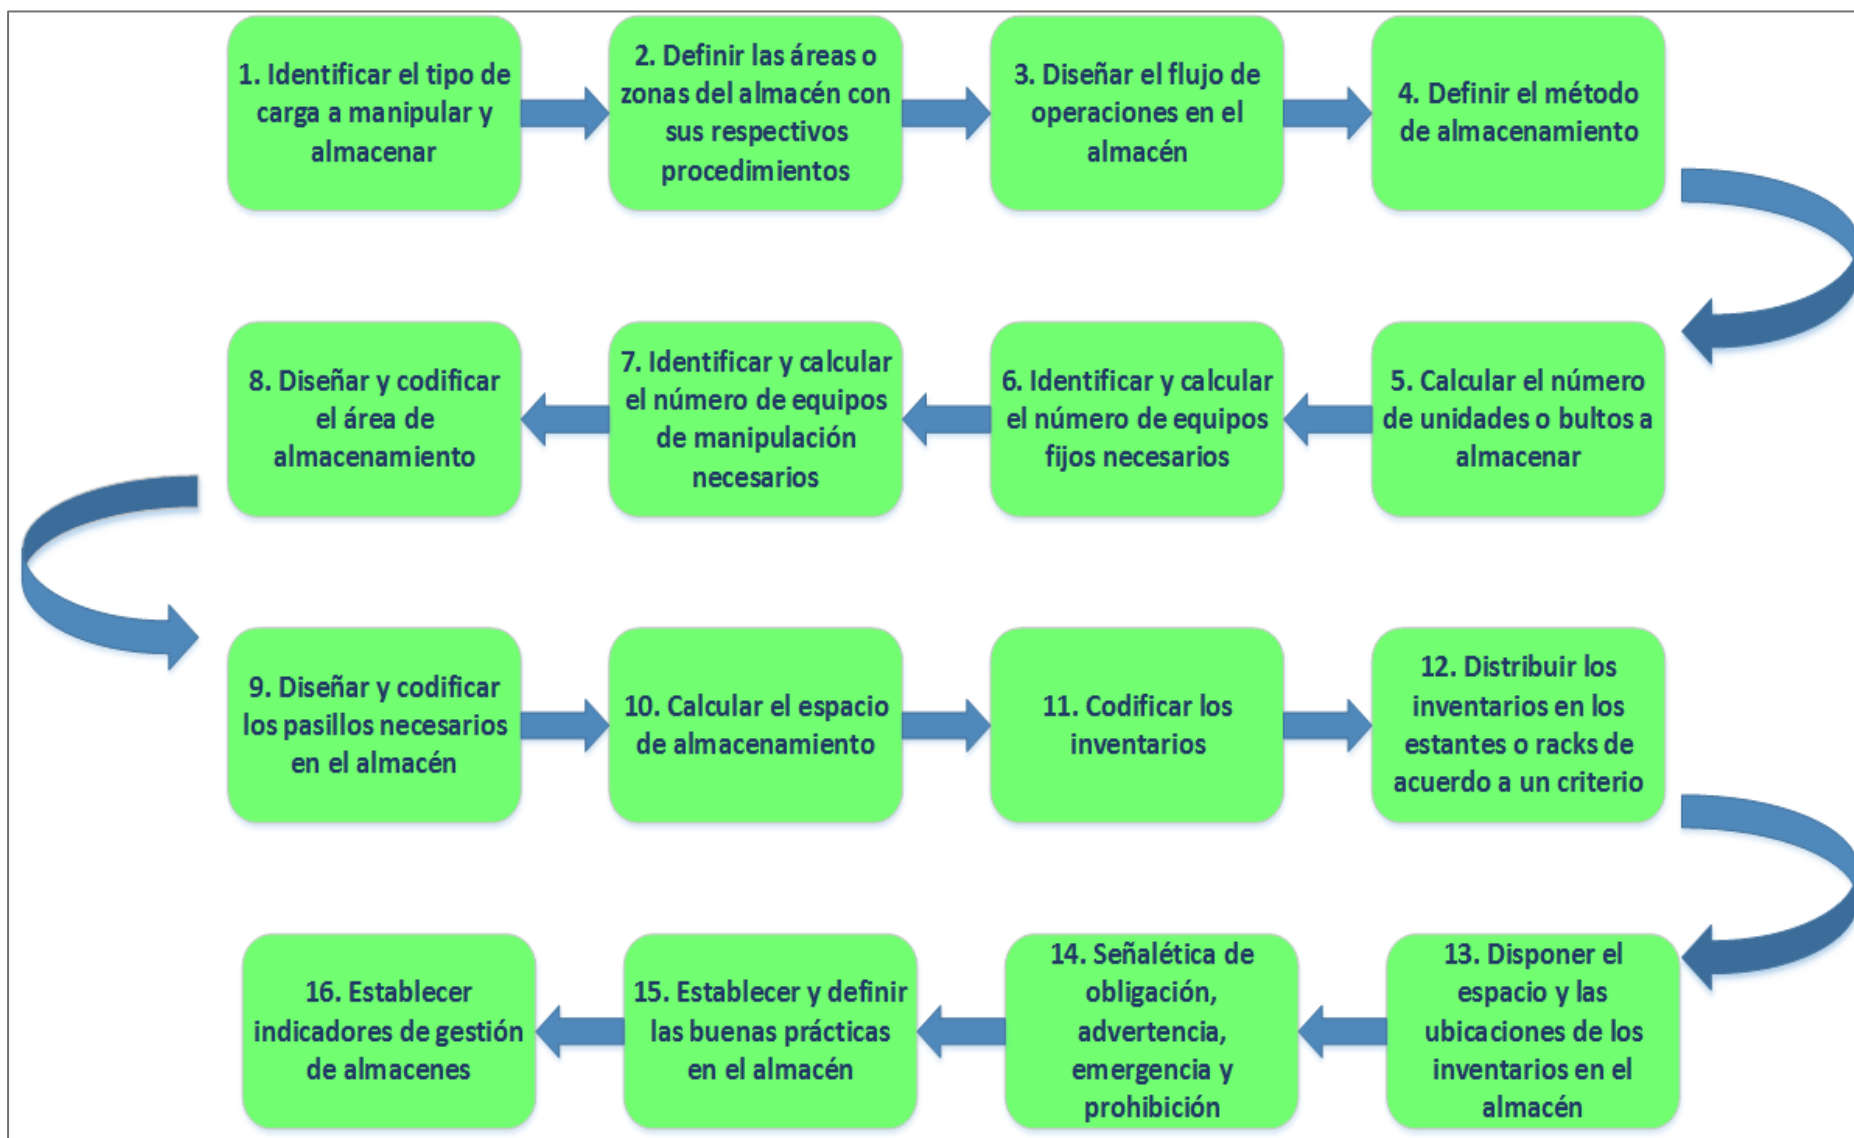 1. Identificar el tipo de
carga a manipular y
almacenar
2. Definir las áreas o
zonas del almacén con
sus respectivos
procedimientos
3. Diseñar el flujo de
operaciones en el
almacén
4. Definir el método
de almacenamiento
5. Calcular el número
de unidades o bultos a
almacenar
6. Identificar y calcular
el número de equipos
fijos necesarios
7. Identificar y calcular
el número de equipos
de manipulación
necesarios
8. Diseñar y codificar
el área de
almacenamiento
9. Diseñar y codificar
los pasillos necesarios
en el almacén
10. Calcular el espacio
de almacenamiento
11. Codificar los
inventarios
12. Distribuir los
inventarios en los
estantes o racks de
acuerdo a un criterio
13. Disponer el
espacio y las
ubicaciones de los
inventarios en el
almacén
14. Señalética de
obligación,
advertencia,
emergencia y
prohibición
15. Establecer y definir
las buenas prácticas
en el almacén
16. Establecer
indicadores de gestión
de almacenes